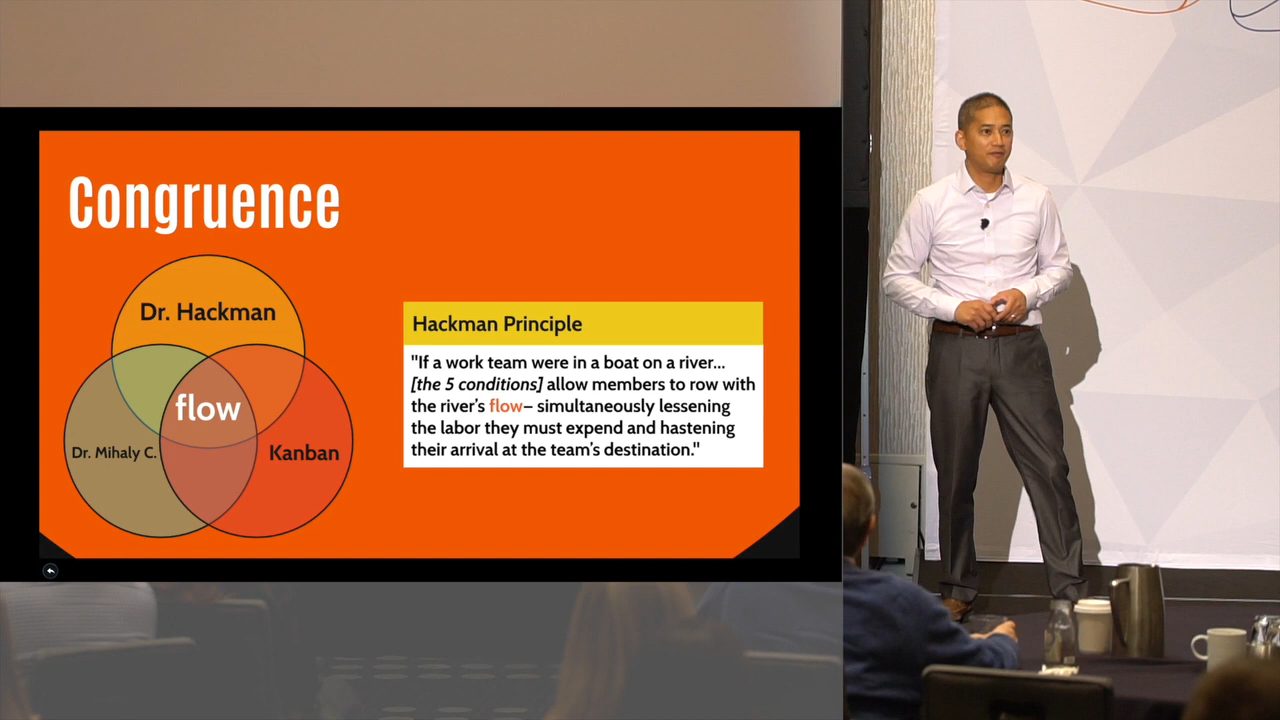 Congruence
Dr. Hackman
flow
Dr. Mihaly C.
Kanban
Hackman Principle
"If a work team were in a boat on a river...
[the 5 conditions] allow members to row with
the river's flow– simultaneously lessening
the labor they must expend and hastening
their arrival at the team's destination."